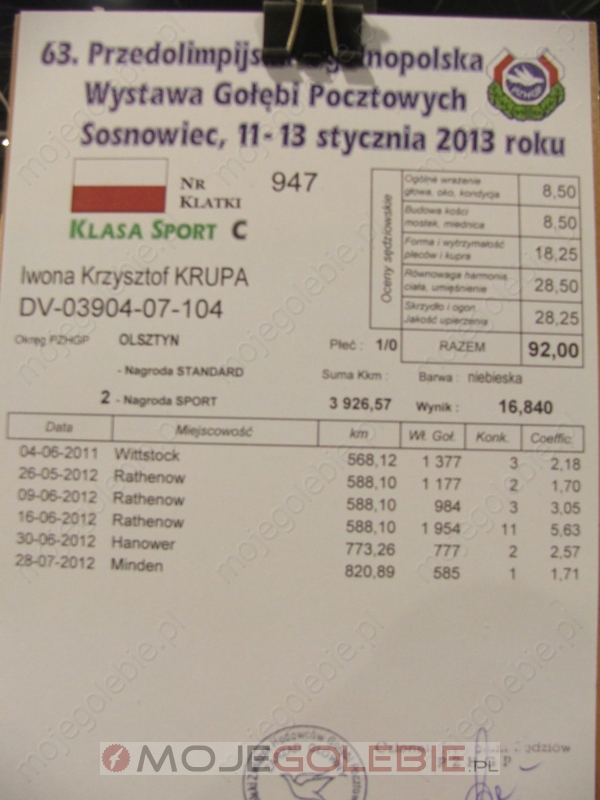 63. Przedolimpijska Ogólnopolska
Wystawa Gołębi Pocztowych
Sosnowiec, 11-13 stycznia 2013 roku
PZHGP
NR KLATKI 947
KLASA SPORT C
Iwona Krzysztof KRUPA
DV-03904-07-104
Okręg PZHGP OLSZTYN
Oceny sędziowskie
Ogólne wrażenie głowa, oko, kondycja 8,50
Budowa kości mostek, miednica 8,50
Forma i wytrzymałość pleców i kupra 18,25
Równowaga harmonia ciała, umięśnienie 28,50
Skrzydło i ogon Jakość upierzenia 28,25
Płeć : 1/0 RAZEM 92,00
- Nagroda STANDARD Suma Kkm : Barwa : niebieska
2 - Nagroda SPORT 3 926,57 Wynik : 16,840
Data Miejscowość km Wł. Goł. Konk. Coeffic.
04-06-2011 Wittstock 568,12 1 377 3 2,18
26-05-2012 Rathenow 588,10 1 177 2 1,70
09-06-2012 Rathenow 588,10 984 3 3,05
16-06-2012 Rathenow 588,10 1 954 11 5,63
30-06-2012 Hanower 773,26 777 2 2,57
28-07-2012 Minden 820,89 585 1 1,71
Hodowców
Sędziów
MOJEGOLEBIE.PL
mojegolebie.pl